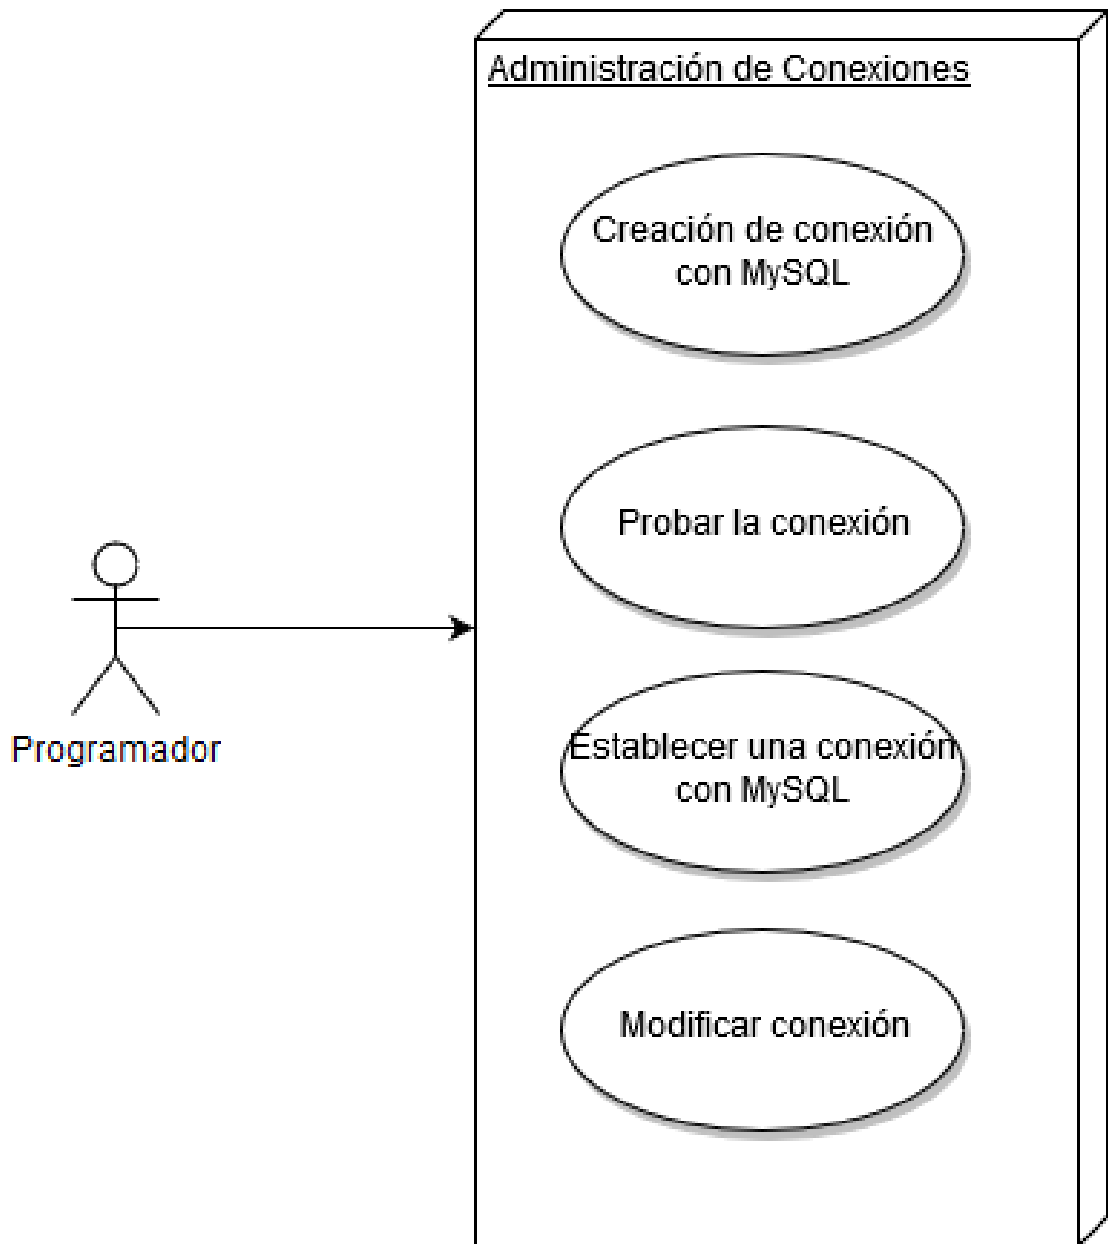 Administración de Conexiones
Creación de conexión
con MySQL
Probar la conexión
Programador
Establecer una conexión
con MySQL
Modificar conexión